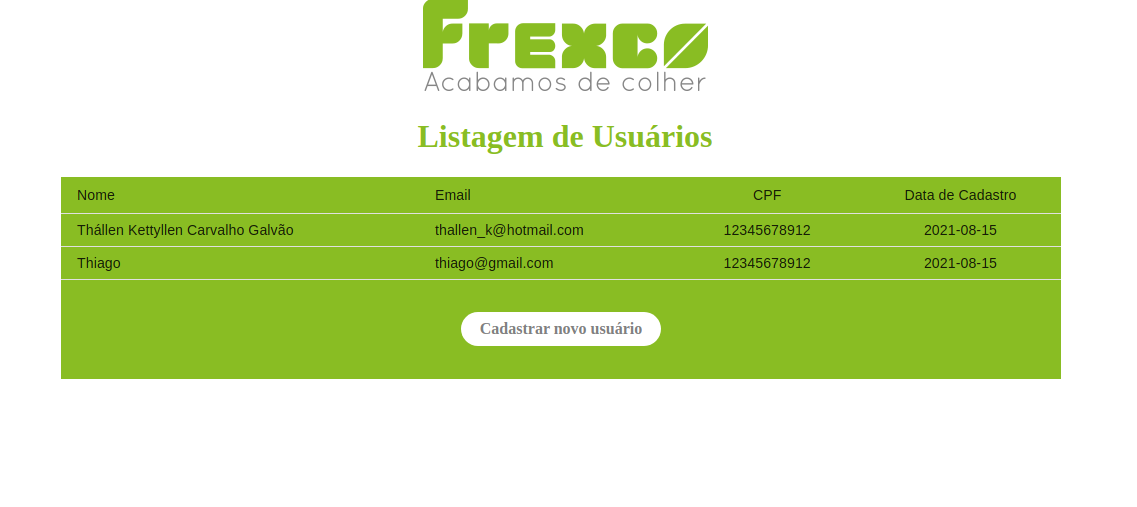 Frexco
Acabamos de colher
Listagem de Usuários
Nome Email CPF Data de Cadastro
Thállen Kettyllen Carvalho Galvão thallen_k@hotmail.com 12345678912 2021-08-15
Thiago thiago@gmail.com 12345678912 2021-08-15
Cadastrar novo usuário